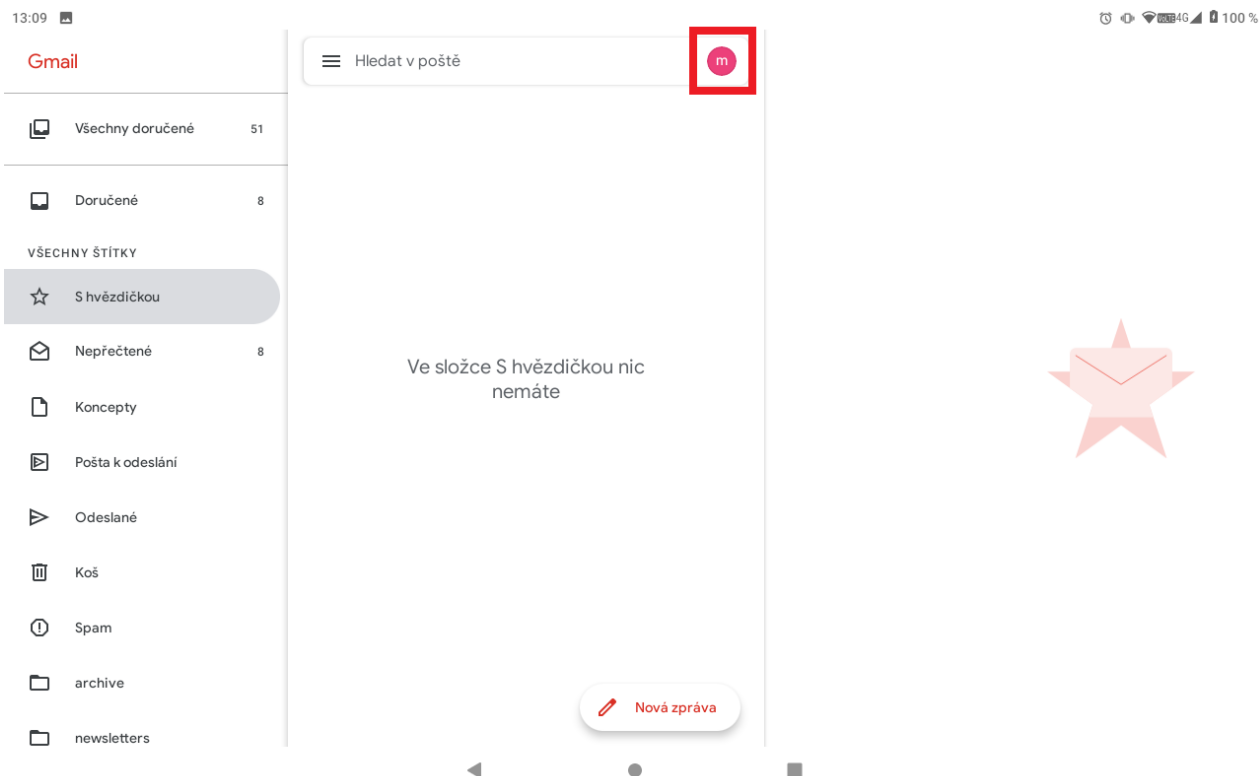 13:09
4G 100 %
Gmail
Hledat v poště
m
Všechny doručené 51
Doručené 8
VŠECHNY ŠTÍTKY
S hvězdičkou
Nepřečtené 8
Koncepty
Pošta k odeslání
Odeslané
Koš
Spam
archive
newsletters
Ve složce S hvězdičkou nic
nemáte
Nová zpráva